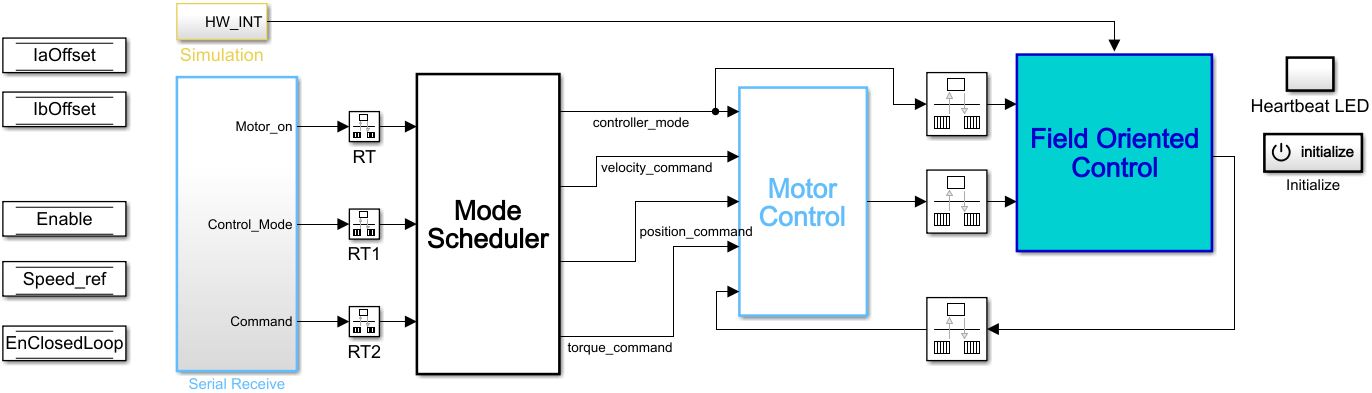 HW_INT
Simulation
IaOffset
IbOffset
Enable
Speed_ref
EnClosedLoop
Motor_on
Control_Mode
Command
Serial Receive
RT
RT1
RT2
Mode
Scheduler
controller_mode
velocity_command
position_command
torque_command
Motor
Control
Field Oriented
Control
Heartbeat LED
initialize
Initialize